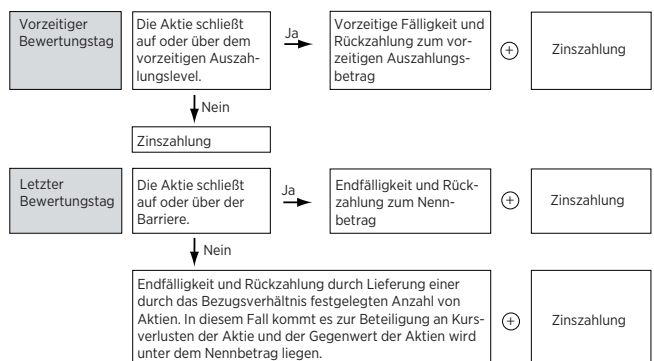 Vorzeitiger
Bewertungstag
Die Aktie schließt
auf oder über dem
vorzeitigen Auszah-
lungslevel.
Ja
Vorzeitige Fälligkeit und
Rückzahlung zum vor-
zeitigen Auszahlungs-
betrag
+
Zinszahlung
Nein
Zinszahlung
Letzter
Bewertungstag
Die Aktie schließt
auf oder über der
Barriere.
Ja
Endfälligkeit und Rück-
zahlung zum Nenn-
betrag
+
Zinszahlung
Nein
Endfälligkeit und Rückzahlung durch Lieferung einer
durch das Bezugsverhältnis festgelegten Anzahl von
Aktien. In diesem Fall kommt es zur Beteiligung an Kurs-
verlusten der Aktie und der Gegenwert der Aktien wird
unter dem Nennbetrag liegen.
+
Zinszahlung